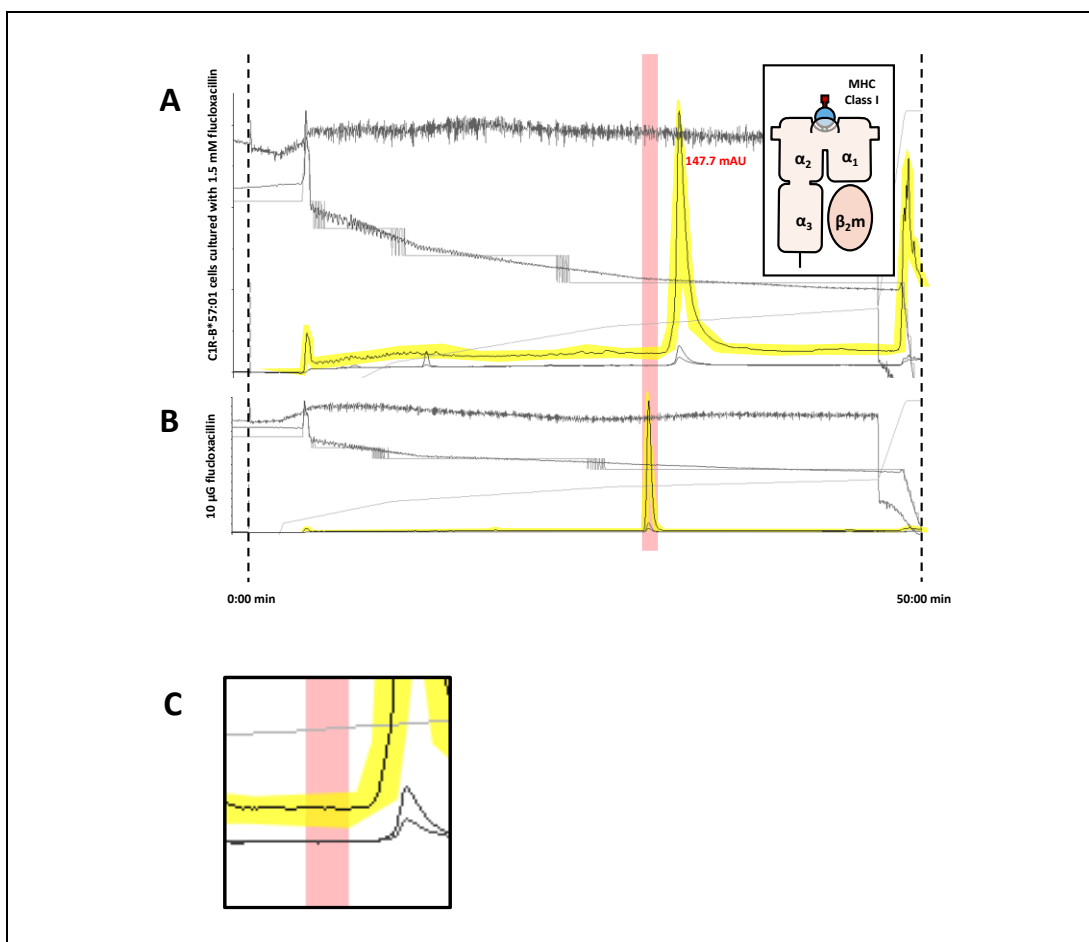 A
C1R-B*57:01 cells cultured with 1.5 mM flucloxacillin
147.7 mAU
MHC
Class I
α2
α1
α3
β2m
B
10 µG flucloxacillin
0:00 min
50:00 min
C